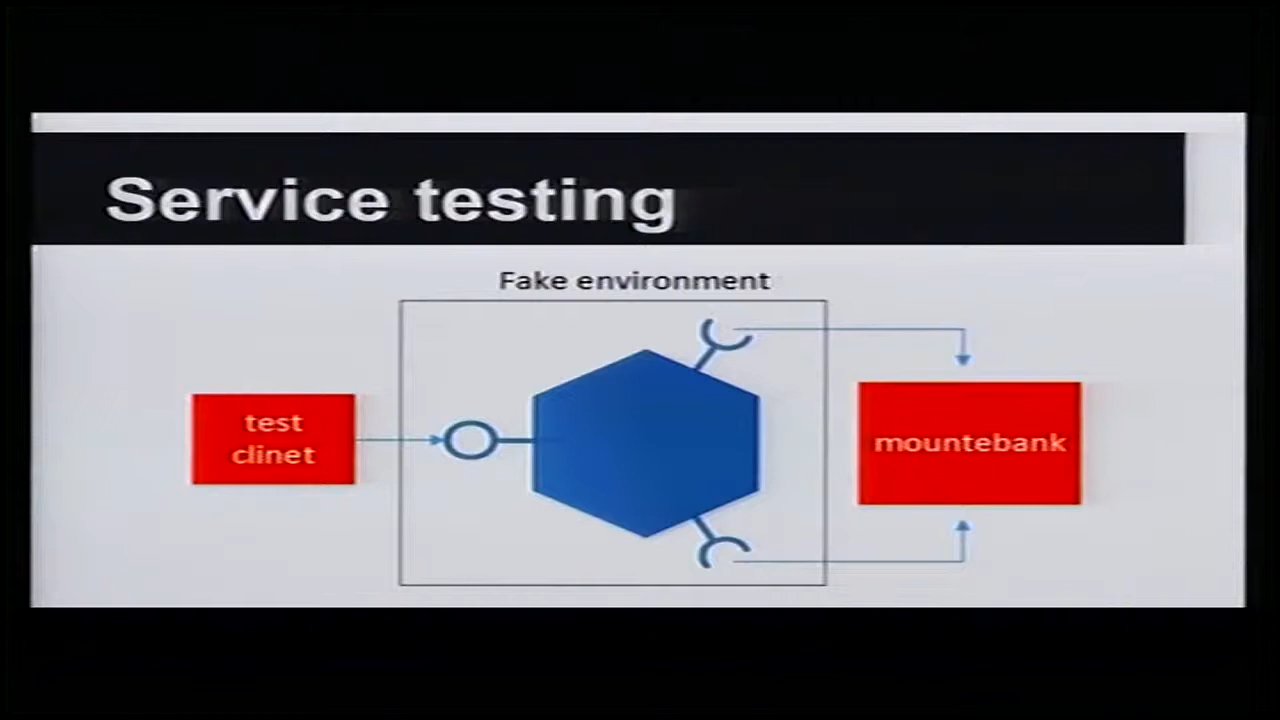 Service testing
Fake environment
test
clinet
mountebank